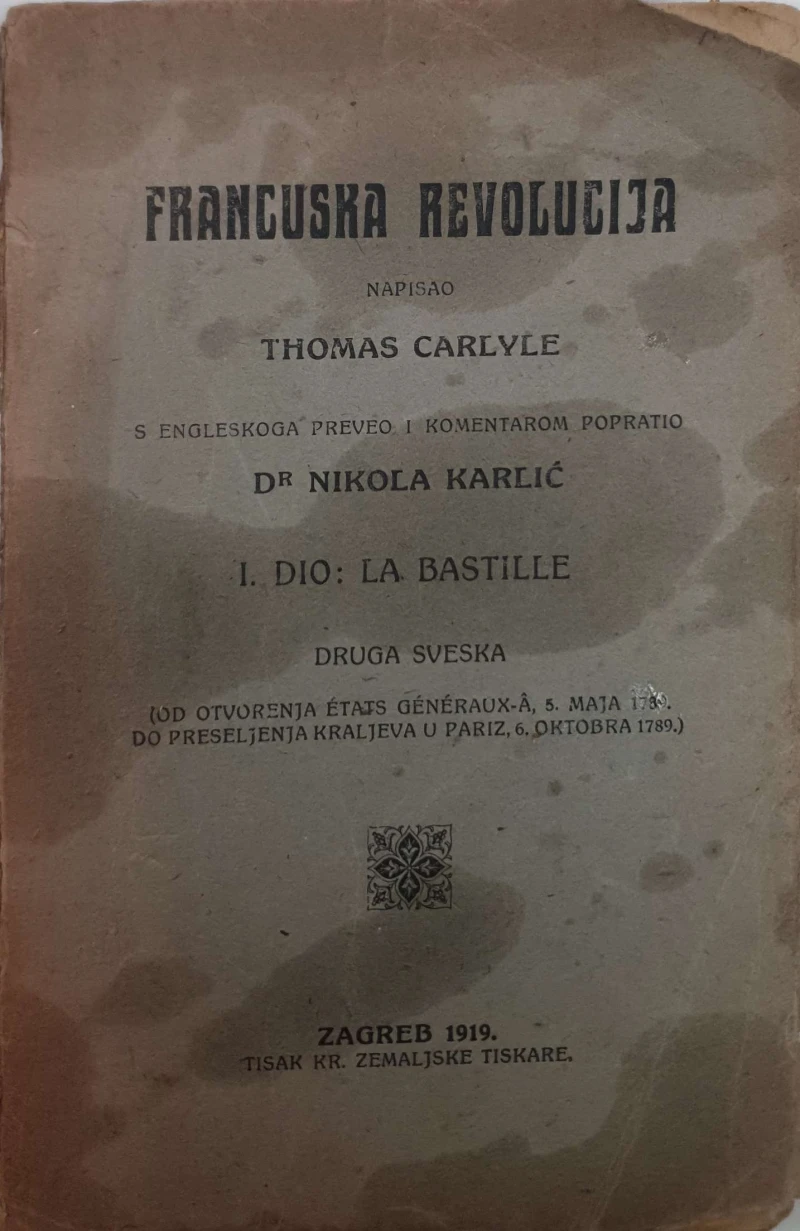 FRANCUSKA REVOLUCIJA
NAPISAO
THOMAS CARLYLE
S ENGLESKOGA PREVEO I KOMENTAROM POPRATIO
DR NIKOLA KARLIĆ
I. DIO: LA BASTILLE
DRUGA SVESKA
(OD OTVORENJA ÉTATS GÉNÉRAUX-Â, 5. MAJA 1789.
DO PRESELJENJA KRALJEVA U PARIZ, 6. OKTOBRA 1789.)
ZAGREB 1919.
TISAK KR. ZEMALJSKE TISKARE.